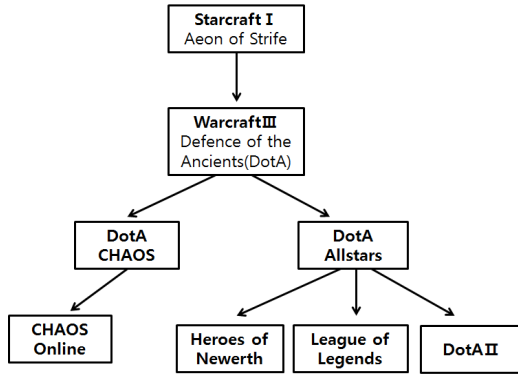 Starcraft I
Aeon of Strife
WarcraftⅢ
Defence of the
Ancients(DotA)
DotA
CHAOS
DotA
Allstars
CHAOS
Online
Heroes of
Newerth
League of
Legends
DotAⅡ